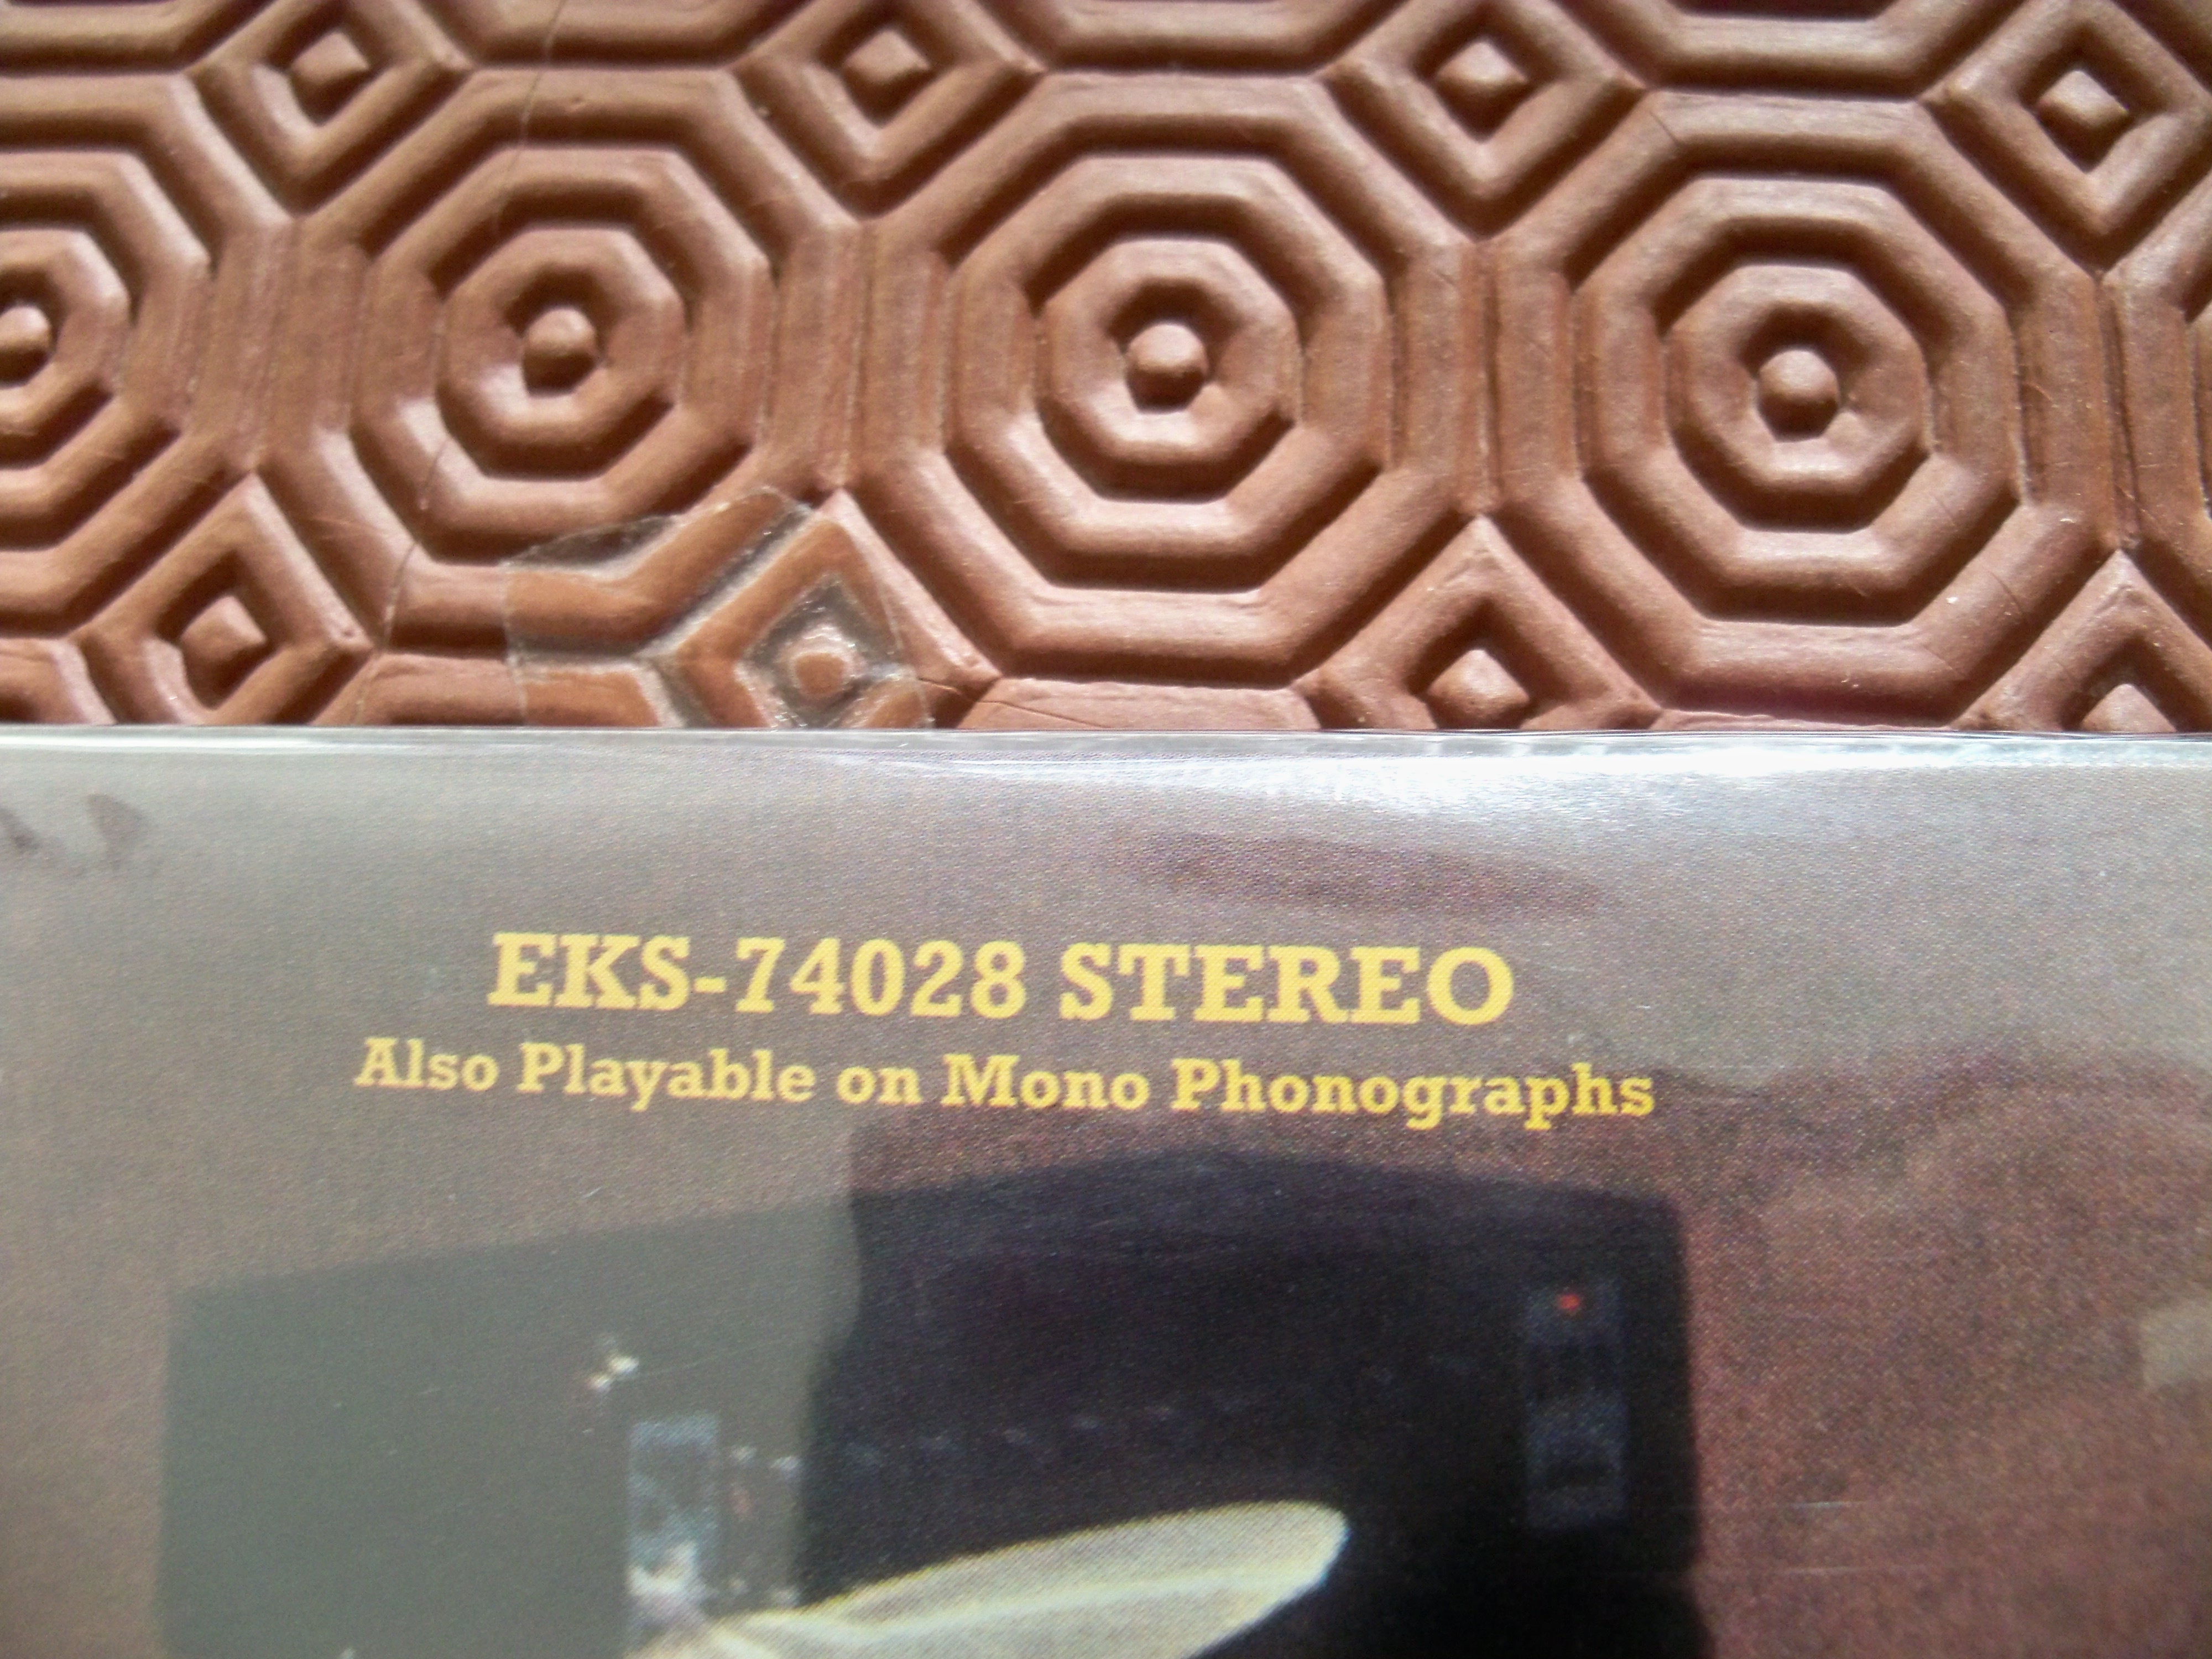 EKS-74028 STEREO
Also Playable on Mono Phonographs